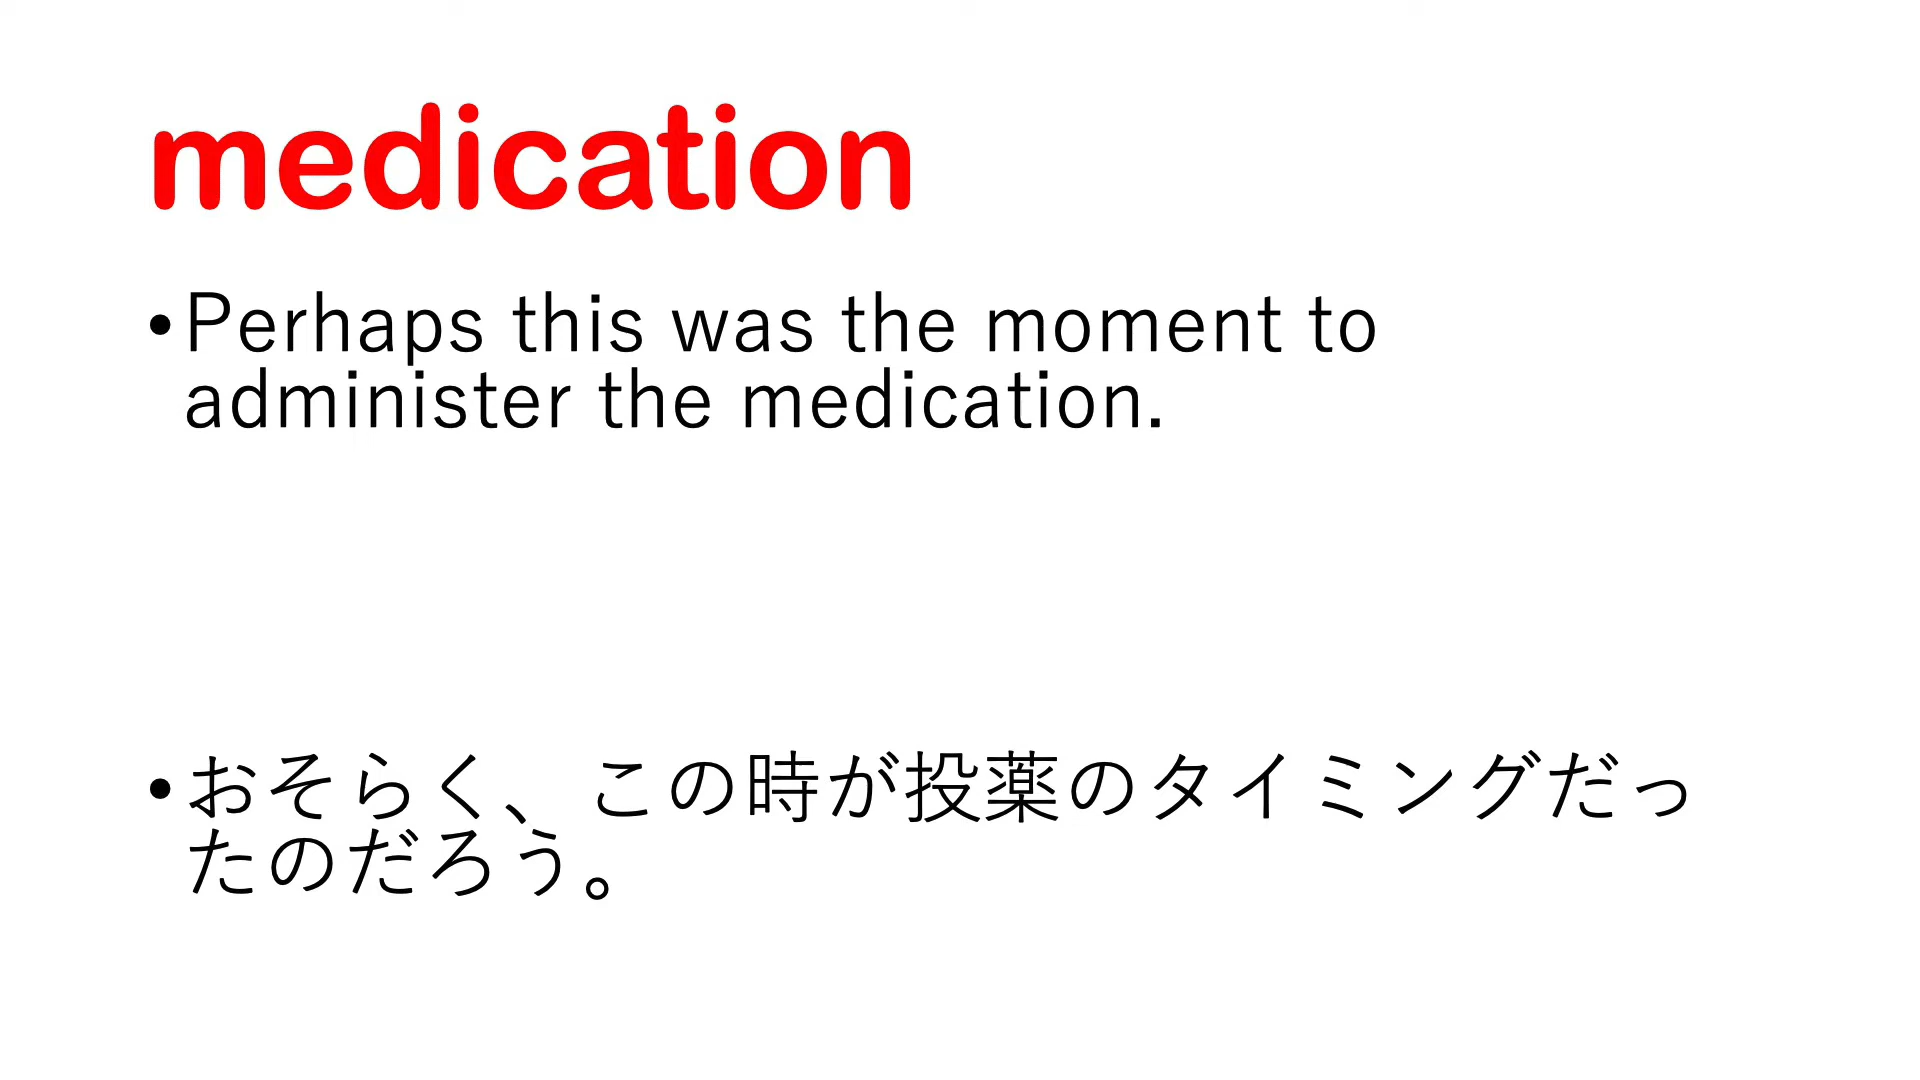 medication
•Perhaps this was the moment to
administer the medication.
•おそらく、この時が投薬のタイミングだっ
たのだろう。